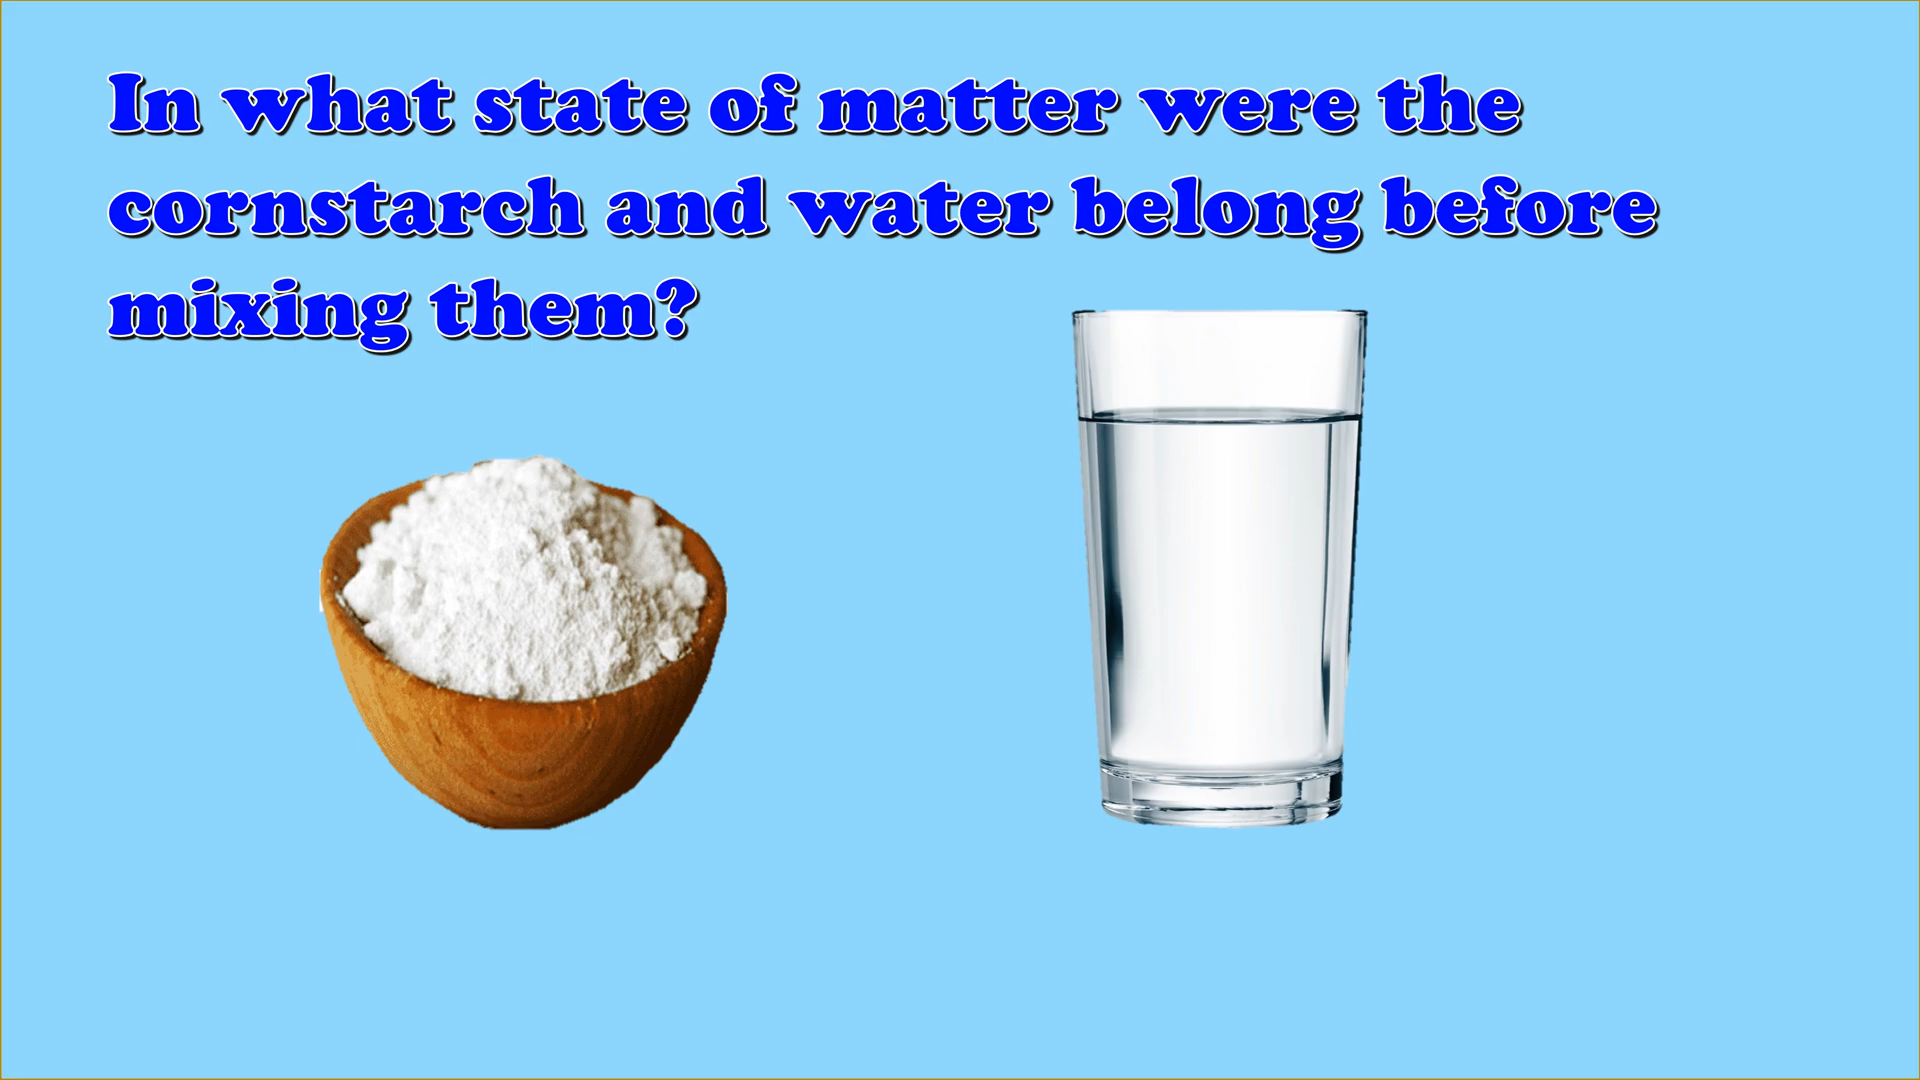 In what state of matter were the
cornstarch and water belong before
mixing them?